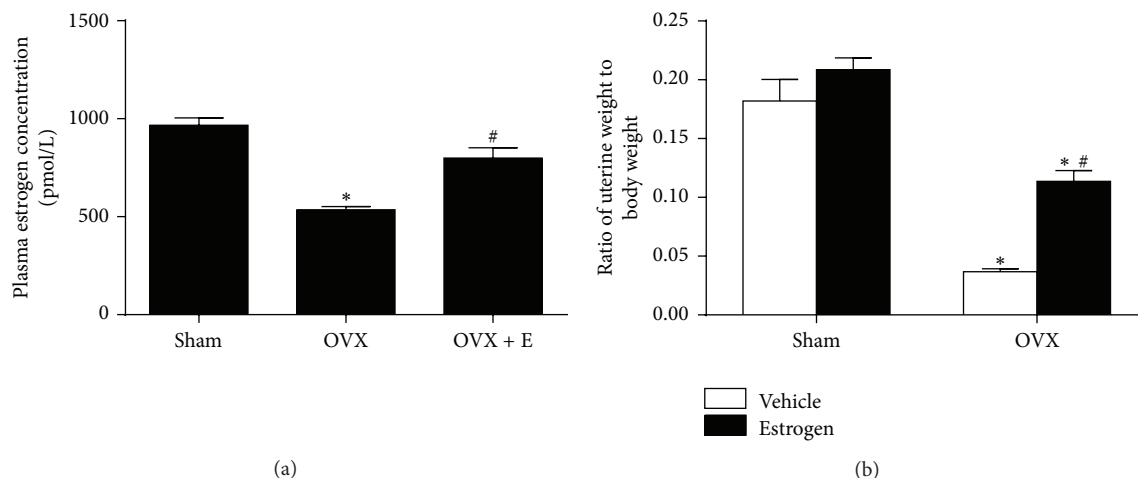 Plasma estrogen concentration
(pmol/L)
1500
1000
500
0
*
#
Sham
OVX
OVX + E
(a)
Ratio of uterine weight to
body weight
0.25
0.20
0.15
0.10
0.05
0.00
*
* #
Sham
OVX
Vehicle
Estrogen
(b)